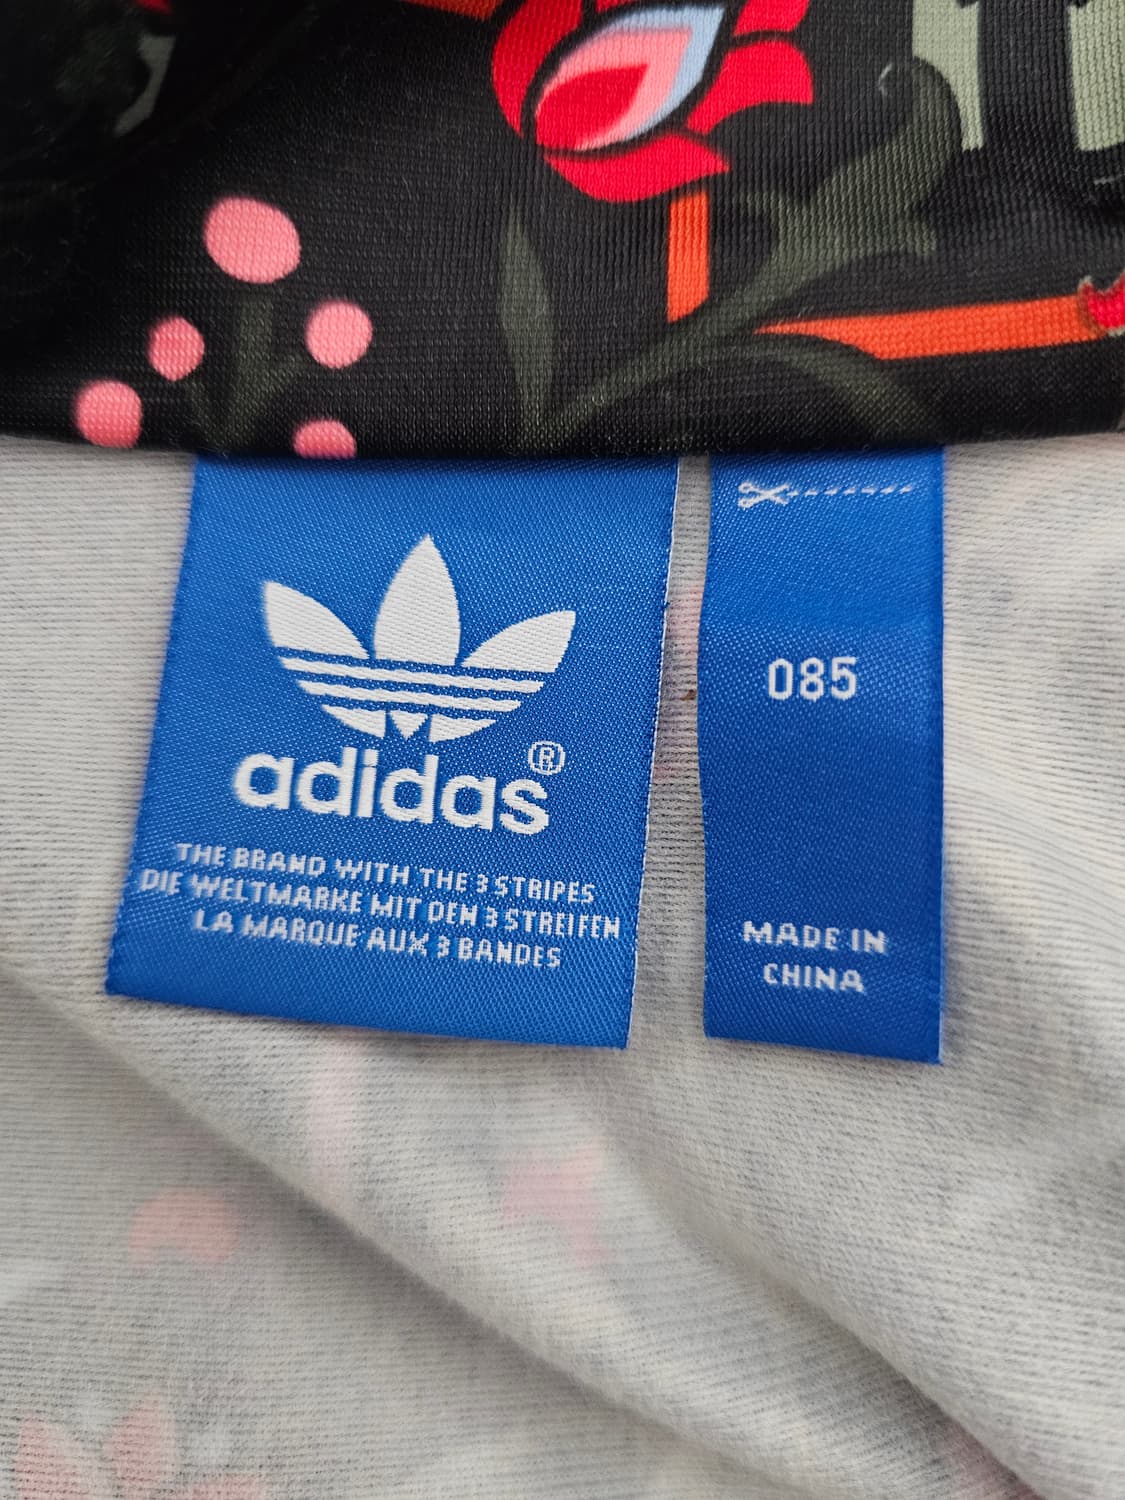 adidas®
THE BRAND WITH THE 3 STRIPES
DIE WELTMARKE MIT DEN 3 STREIFEN
LA MARQUE AUX 3 BANDES
085
MADE IN
CHINA